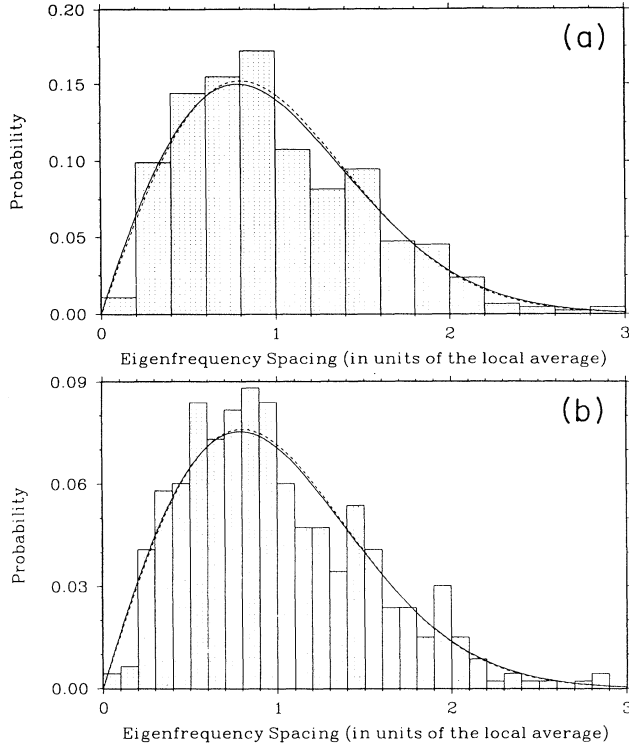 (a)
0.20
0.15
0.10
0.05
0.00
Probability
0
1
2
3
Eigenfrequency Spacing (in units of the local average)
(b)
0.09
0.06
0.03
0.00
Probability
0
1
2
3
Eigenfrequency Spacing (in units of the local average)